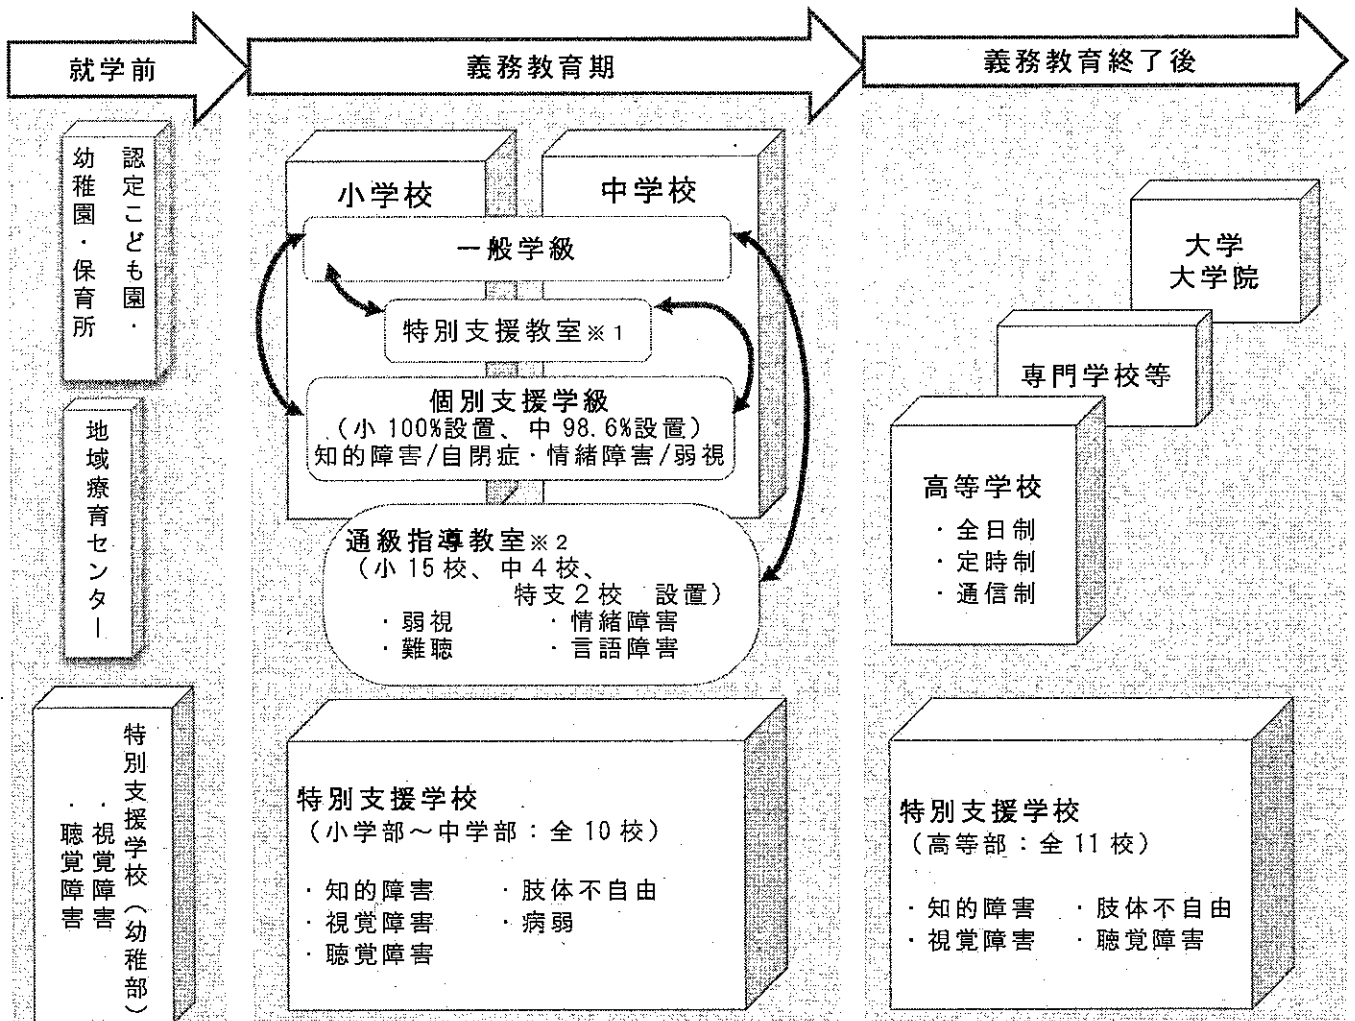 就学前
義務教育期
義務教育終了後
認定こども園・
幼稚園・保育所
地域療育センター
特別支援学校(幼稚部)
・視覚障害
・聴覚障害
小学校
中学校
一般学級
特別支援教室※1
個別支援学級
(小100%設置、中98.6%設置)
知的障害/自閉症・情緒障害/弱視
通級指導教室※2
(小15校、中4校、
特支2校 設置)
・弱視 ・情緒障害
・難聴 ・言語障害
特別支援学校
(小学部～中学部:全10校)
・知的障害 ・肢体不自由
・視覚障害 ・病弱
・聴覚障害
大学
大学院
専門学校等
高等学校
・全日制
・定時制
・通信制
特別支援学校
(高等部:全11校)
・知的障害 ・肢体不自由
・視覚障害 ・聴覚障害